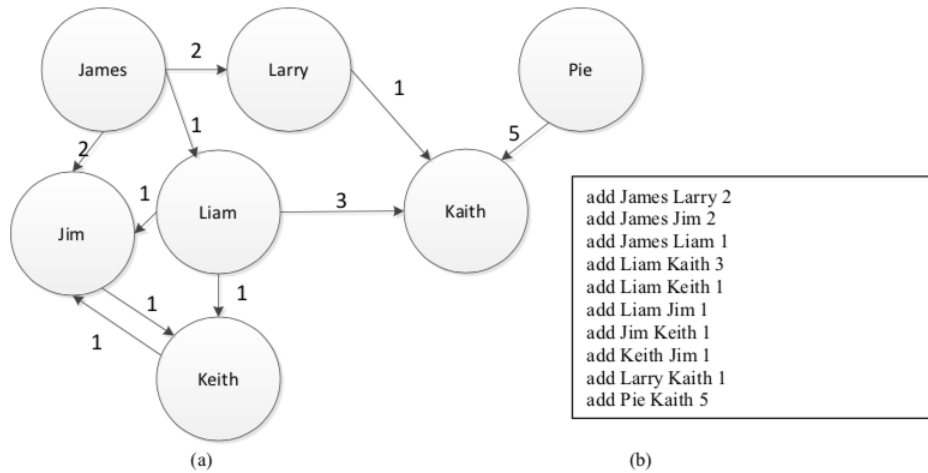 James
2
Larry
Pie
1
5
1
2
1
Liam
3
Kaith
Jim
1
1
1
Keith
add James Larry 2
add James Jim 2
add James Liam 1
add Liam Kaith 3
add Liam Keith 1
add Liam Jim 1
add Jim Keith 1
add Keith Jim 1
add Larry Kaith 1
add Pie Kaith 5
(a)
(b)